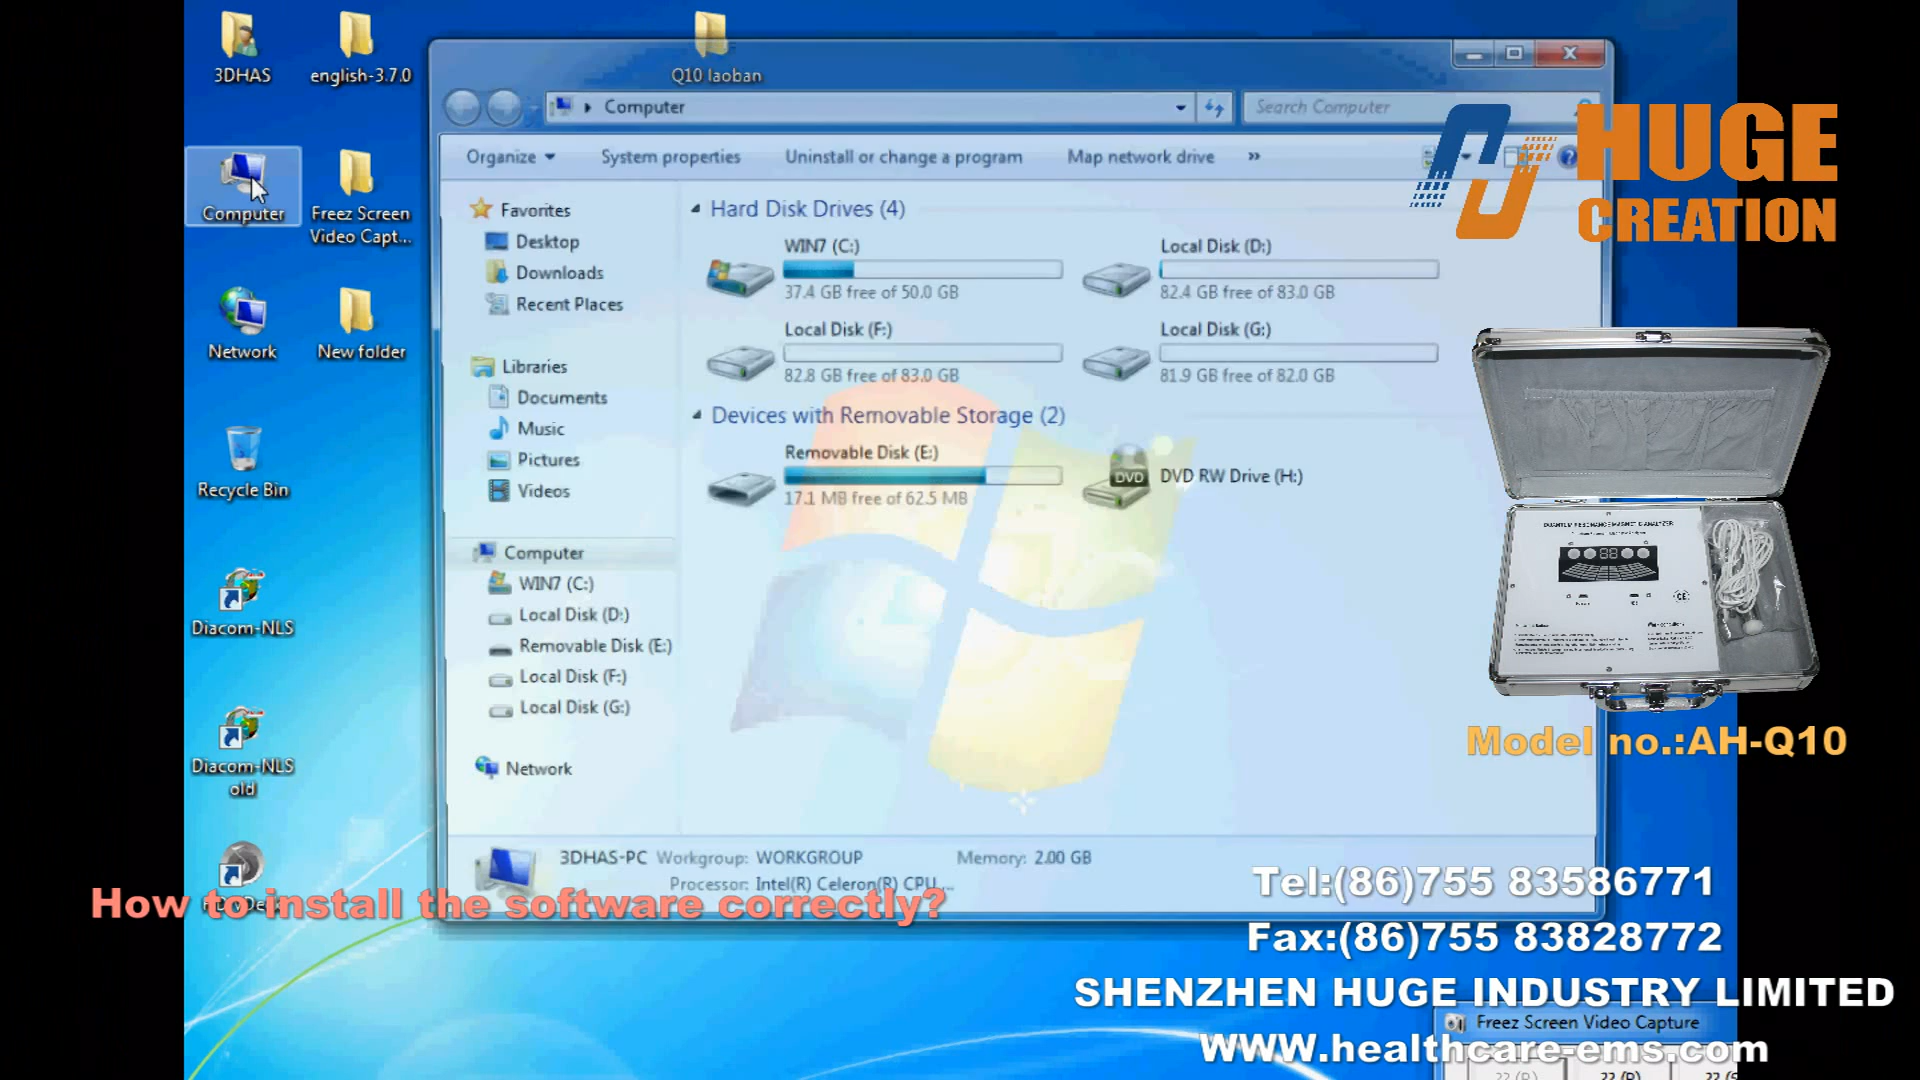 3DHAS
english-3.7.0
Q10 laoban
Computer
Search Computer
Organize
System properties
Uninstall or change a program
Map network drive
»
HUGE
CREATION
Computer
Freez Screen
Video Capt...
Network
New folder
Recycle Bin
Diacom-NLS
Diacom-NLS
old
Favorites
Desktop
Downloads
Recent Places
Libraries
Documents
Music
Pictures
Videos
Computer
WIN7 (C:)
Local Disk (D:)
Removable Disk (E:)
Local Disk (F:)
Local Disk (G:)
Network
Hard Disk Drives (4)
WIN7 (C:)
37.4 GB free of 50.0 GB
Local Disk (D:)
82.4 GB free of 83.0 GB
Local Disk (F:)
82.8 GB free of 83.0 GB
Local Disk (G:)
81.9 GB free of 82.0 GB
Devices with Removable Storage (2)
Removable Disk (E:)
17.1 MB free of 62.5 MB
DVD
DVD RW Drive (H:)
QUANTUM RESONANCE MAGNETIC ANALYZER
CE
Model no.:AH-Q10
3DHAS-PC Workgroup: WORKGROUP
Memory: 2.00 GB
Processor: Intel(R) Celeron(R) CPU ...
How to install the software correctly?
Tel:(86)755 83586771
Fax:(86)755 83828772
SHENZHEN HUGE INDUSTRY LIMITED
Freez Screen Video Capture
WWW.healthcare-ems.com